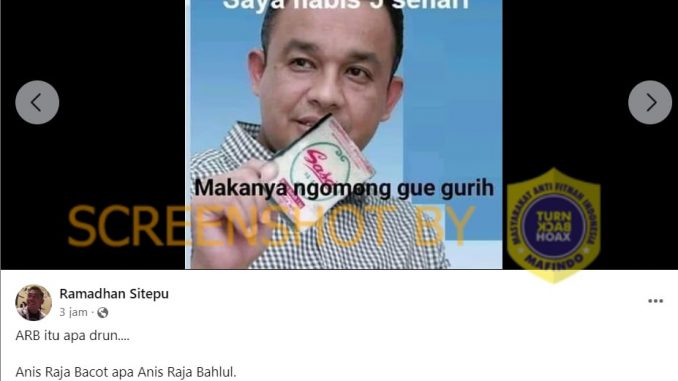 Saya habis 5 sehari
Sasa
Makanya ngomong gue gurih
SCREENSHOT BY
MASYARAKAT ANTI FITNAH INDONESIA
TURN
BACK
HOAX
MAFINDO
Ramadhan Sitepu
3 jam ·
ARB itu apa drun....
Anis Raja Bacot apa Anis Raja Bahlul.